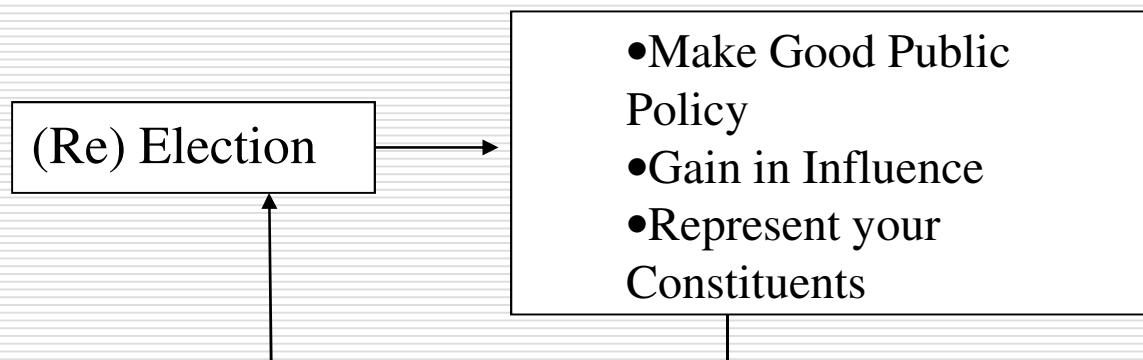 (Re) Election
•Make Good Public
Policy
•Gain in Influence
•Represent your
Constituents